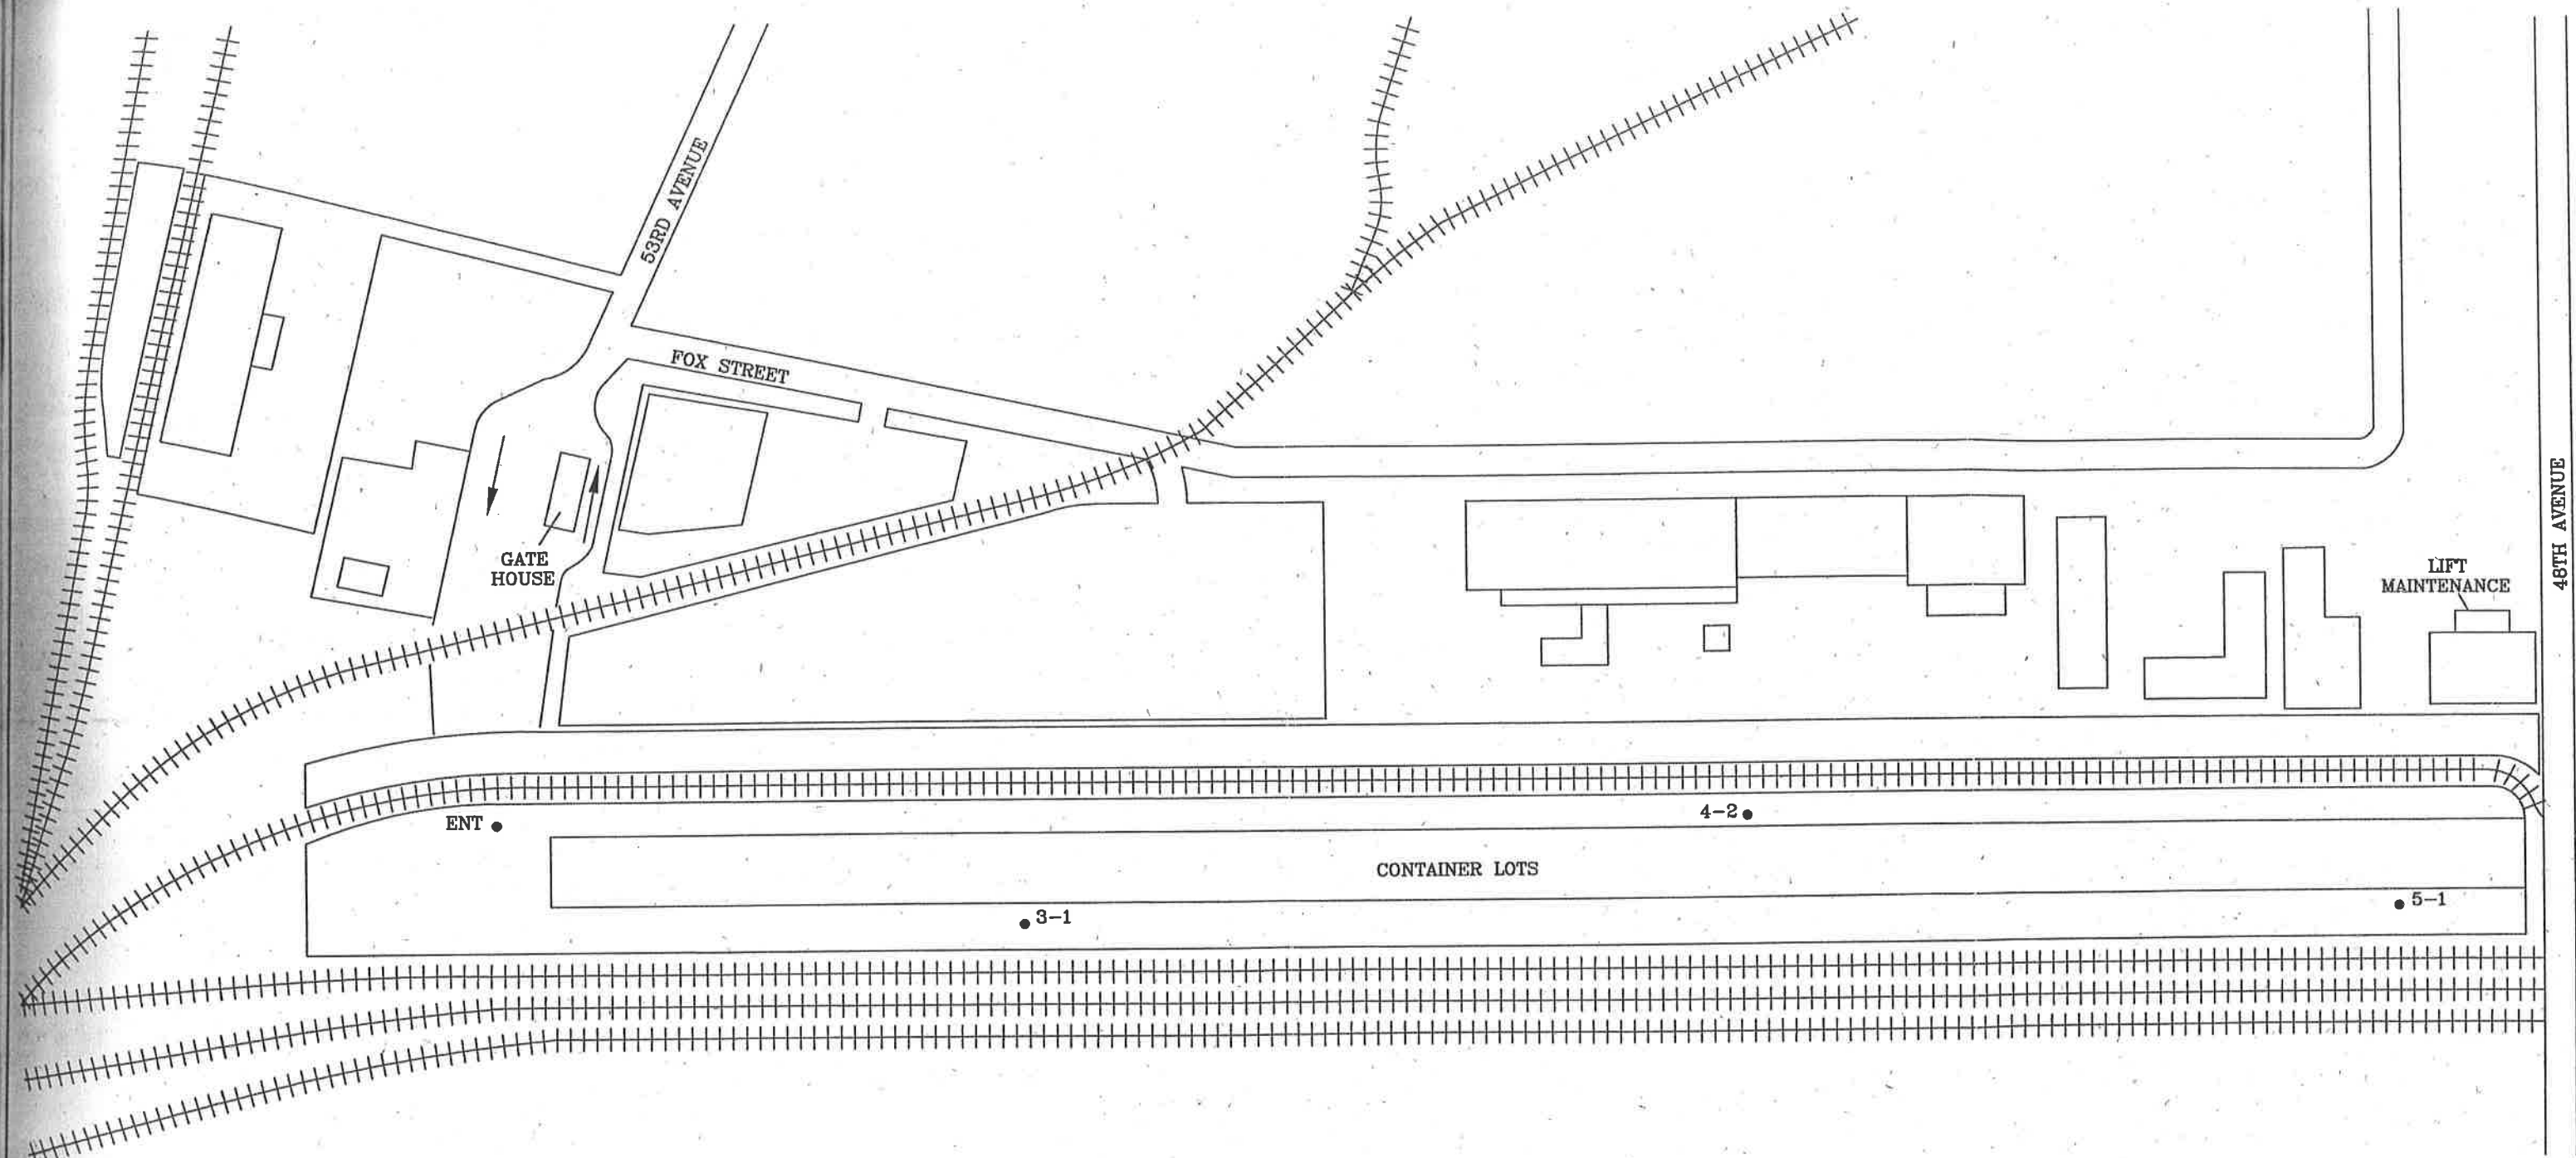 53RD AVENUE
FOX STREET
GATE
HOUSE
48TH AVENUE
LIFT
MAINTENANCE
ENT
4-2
CONTAINER LOTS
3-1
5-1